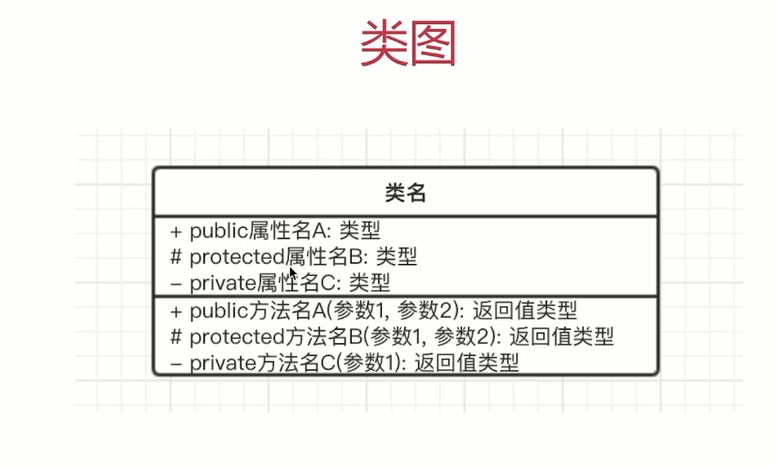 类图
类名
+ public属性名A: 类型
# protected属性名B: 类型
– private属性名C: 类型
+ public方法名A(参数1, 参数2): 返回值类型
# protected方法名B(参数1, 参数2): 返回值类型
– private方法名C(参数1): 返回值类型